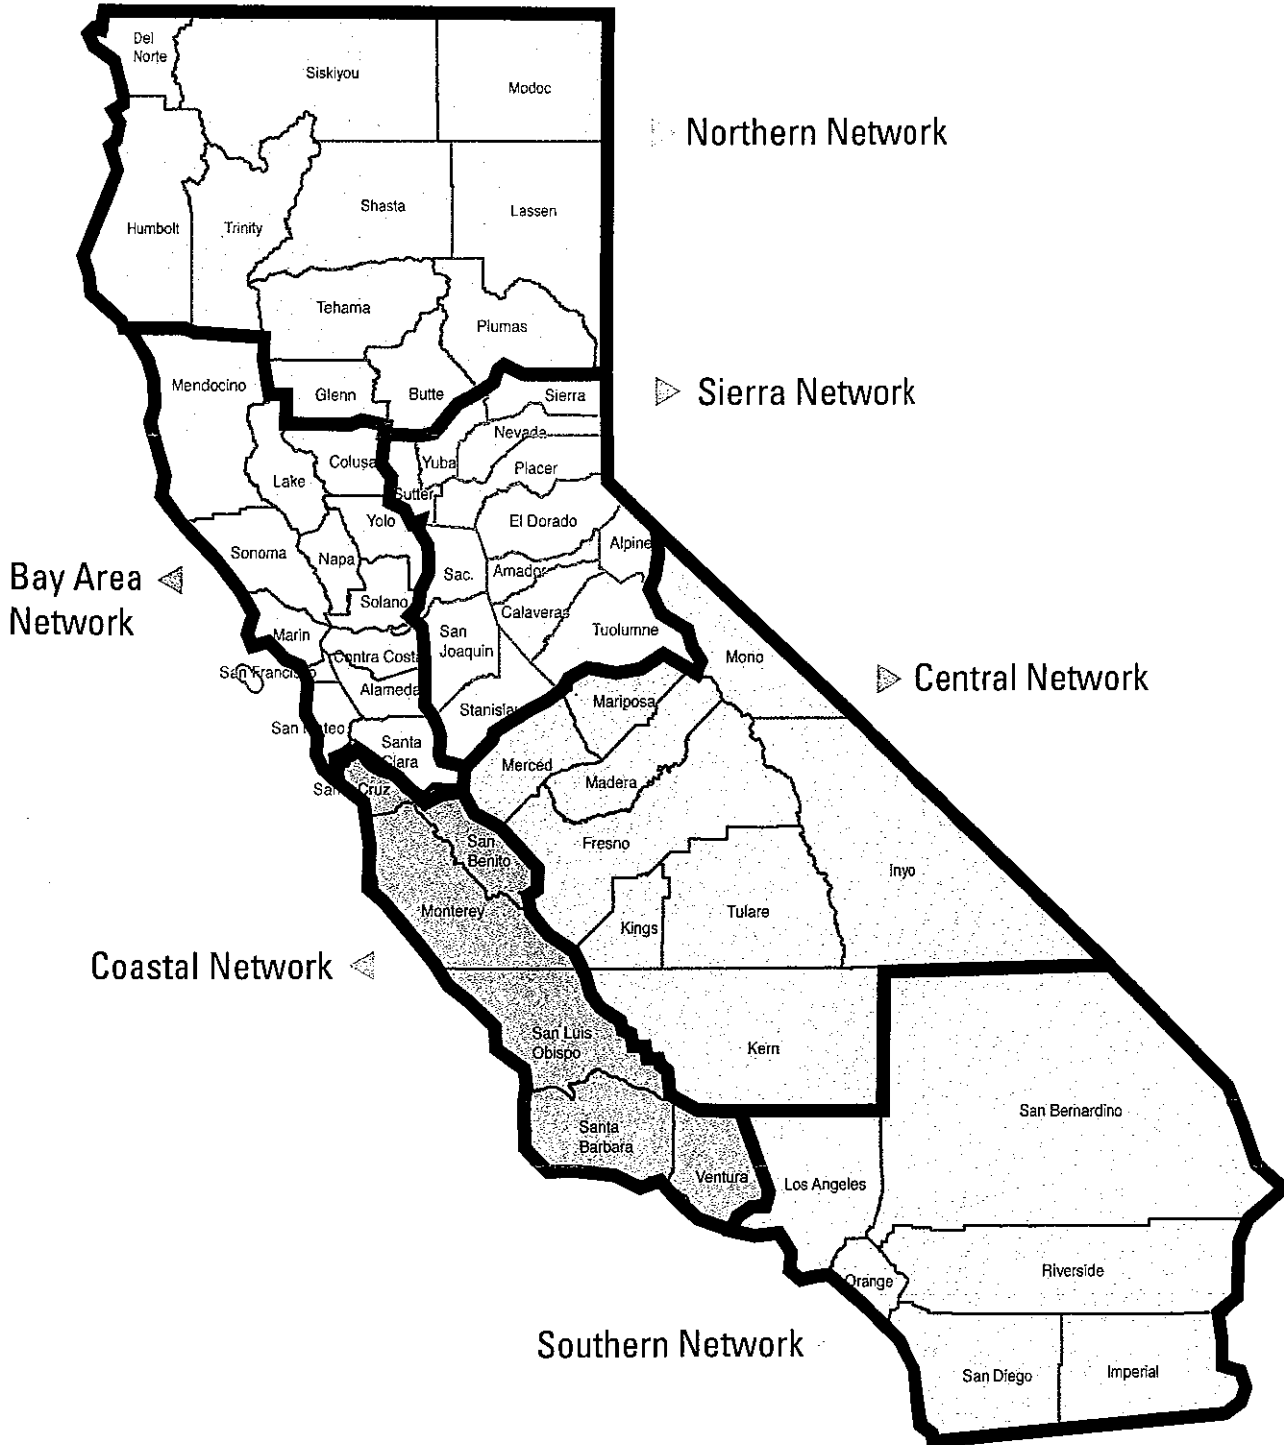 Del
Norte
Siskiyou
Modoc
Northern Network
Shasta
Lassen
Humbolt
Trinity
Tehama
Plumas
Mendocino
Glenn
Butte
Sierra
Sierra Network
Nevada
Colusa
Yuba
Placer
Lake
Sutter
Yolo
El Dorado
Sonoma
Napa
Alpine
Sac.
Amador
Bay Area
Network
Solano
Calaveras
Marin
San
Joaquin
Tuolumne
Contra Costa
Mono
San Francisco
Alameda
Central Network
Mariposa
Stanislau
San Mateo
Santa
Clara
Merced
Madera
Santa Cruz
San
Benito
Fresno
Inyo
Monterey
Kings
Tulare
Coastal Network
San Luis
Obispo
Kern
San Bernardino
Santa
Barbara
Ventura
Los Angeles
Orange
Riverside
Southern Network
San Diego
Imperial